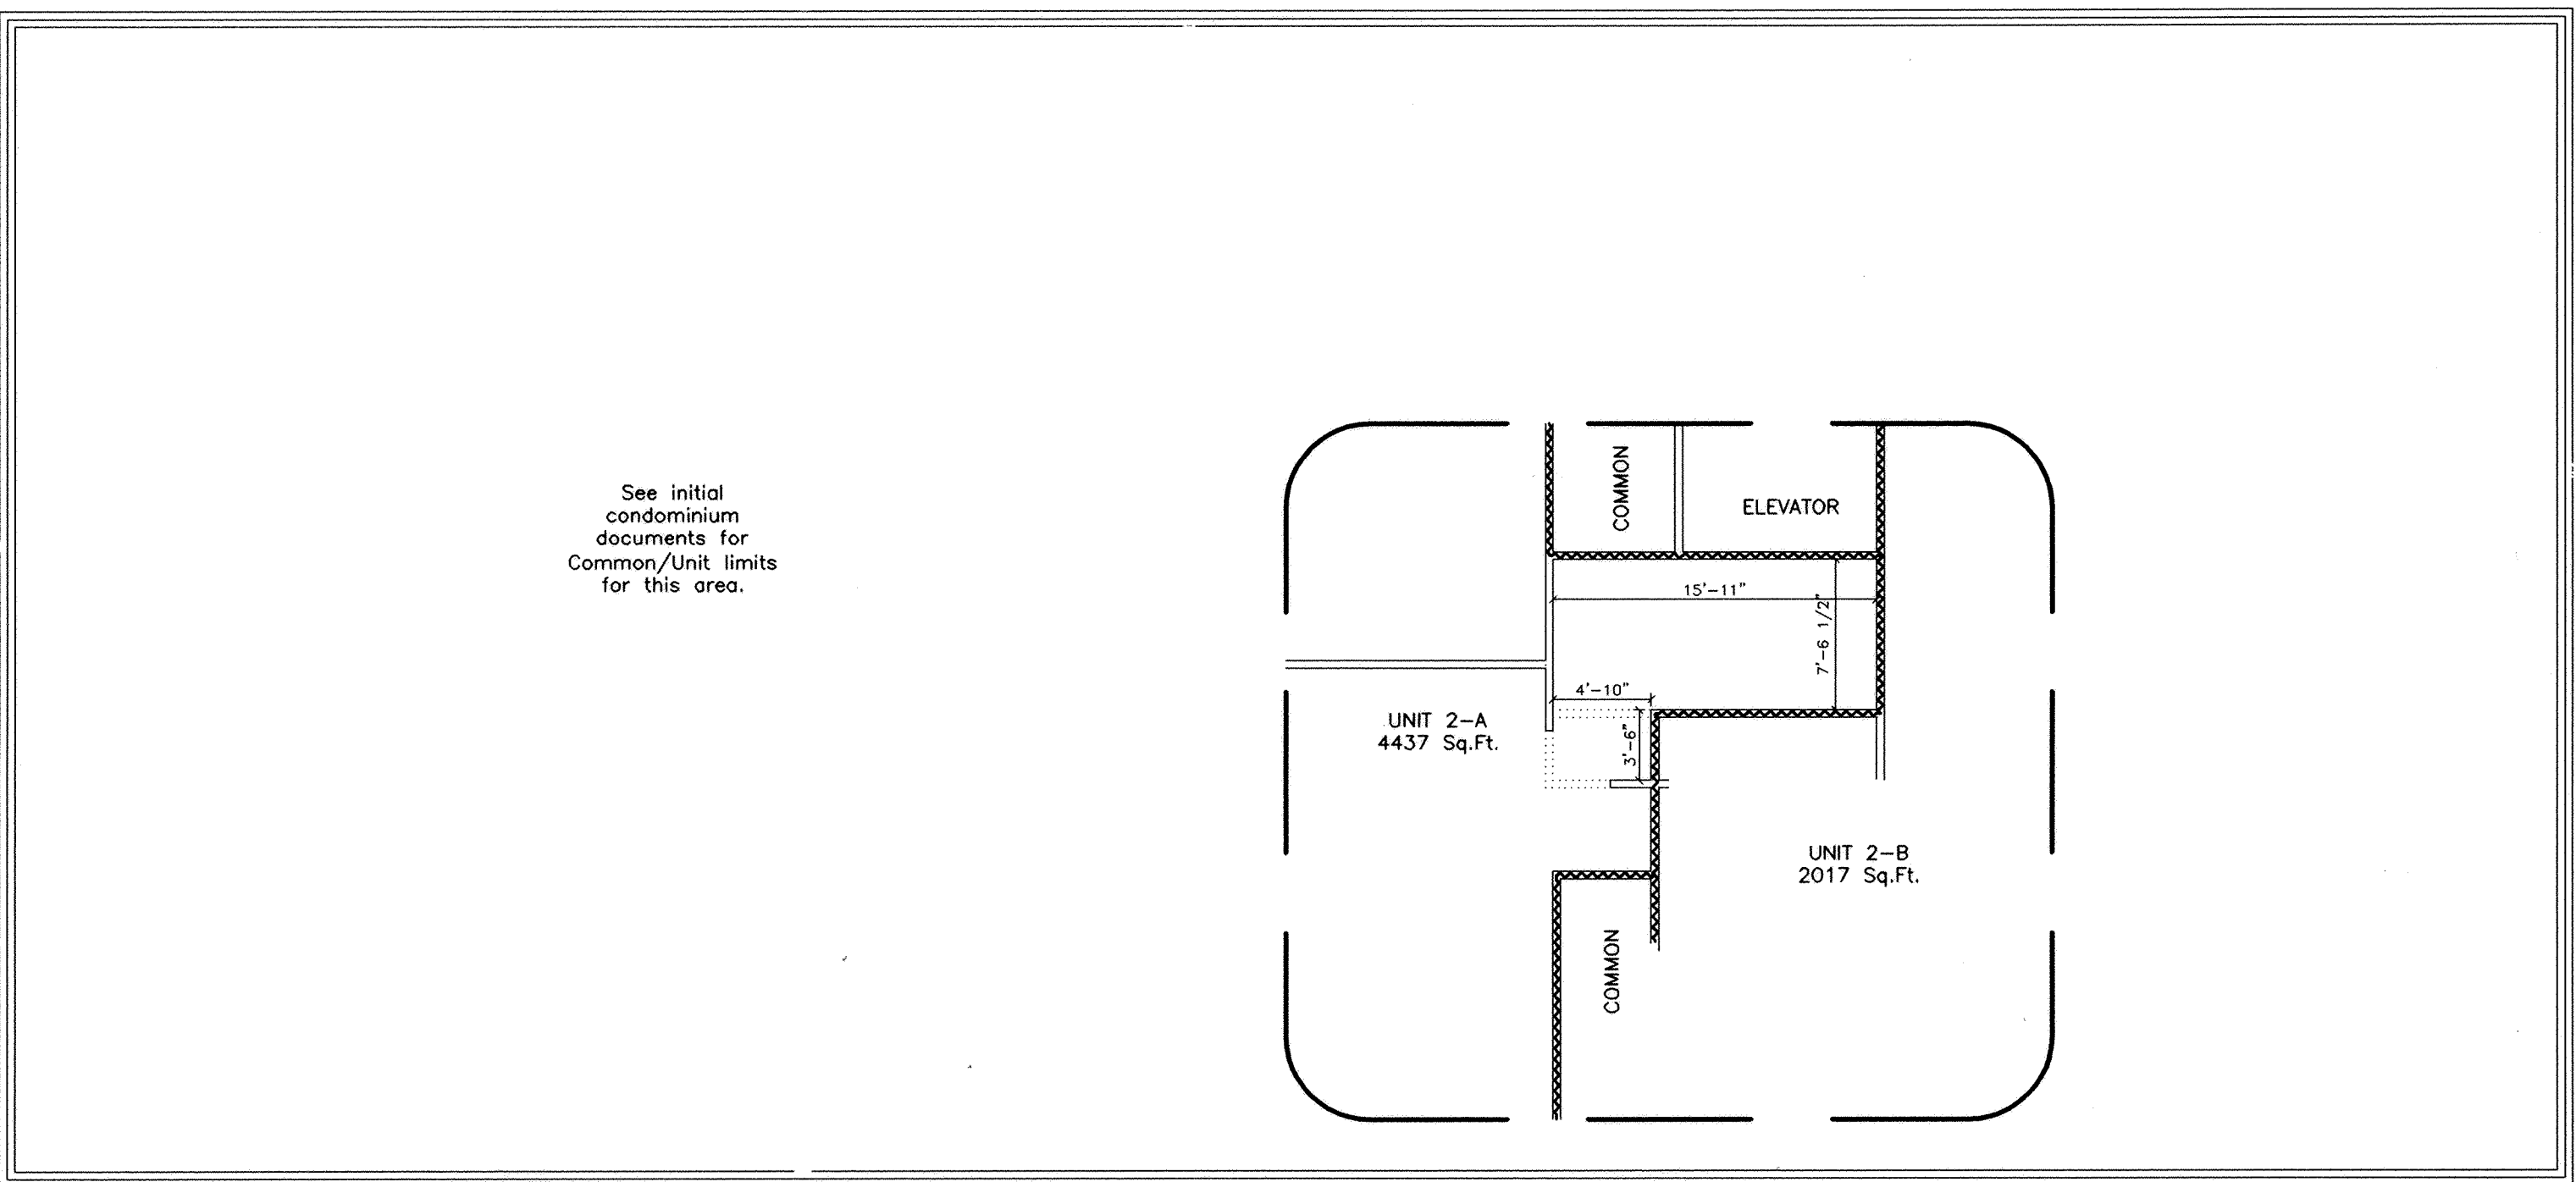 See initial
condominium
documents for
Common/Unit limits
for this area.
COMMON
ELEVATOR
15'-11"
7'-6 1/2"
4'-10"
3'-6"
UNIT 2-A
4437 Sq.Ft.
UNIT 2-B
2017 Sq.Ft.
COMMON